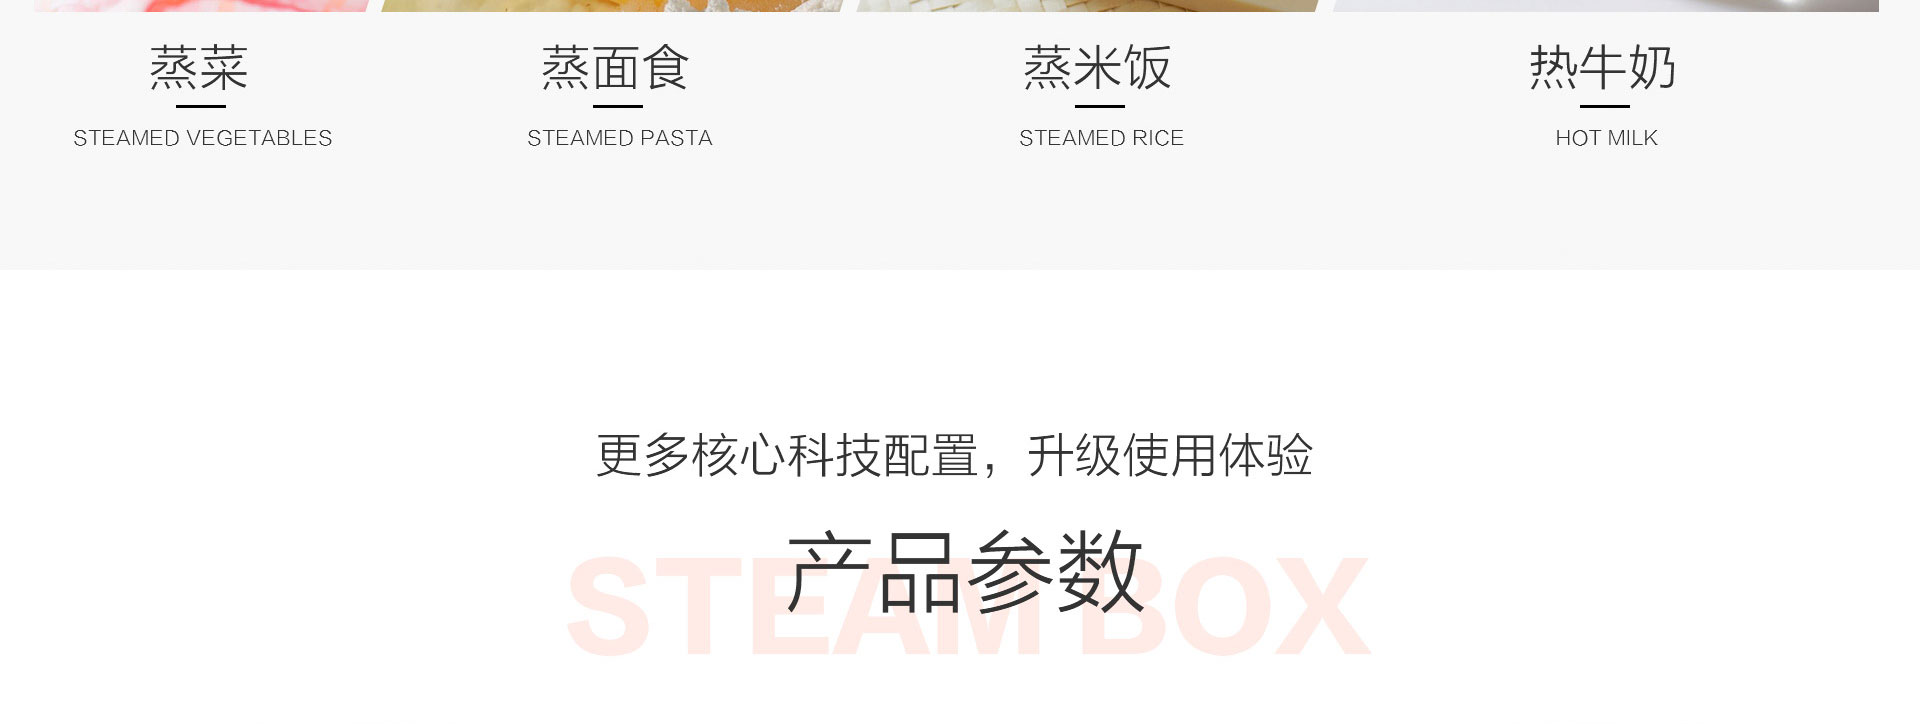 蒸菜
STEAMED VEGETABLES
蒸面食
STEAMED PASTA
蒸米饭
STEAMED RICE
热牛奶
HOT MILK
更多核心科技配置，升级使用体验
产品参数
STEAM BOX